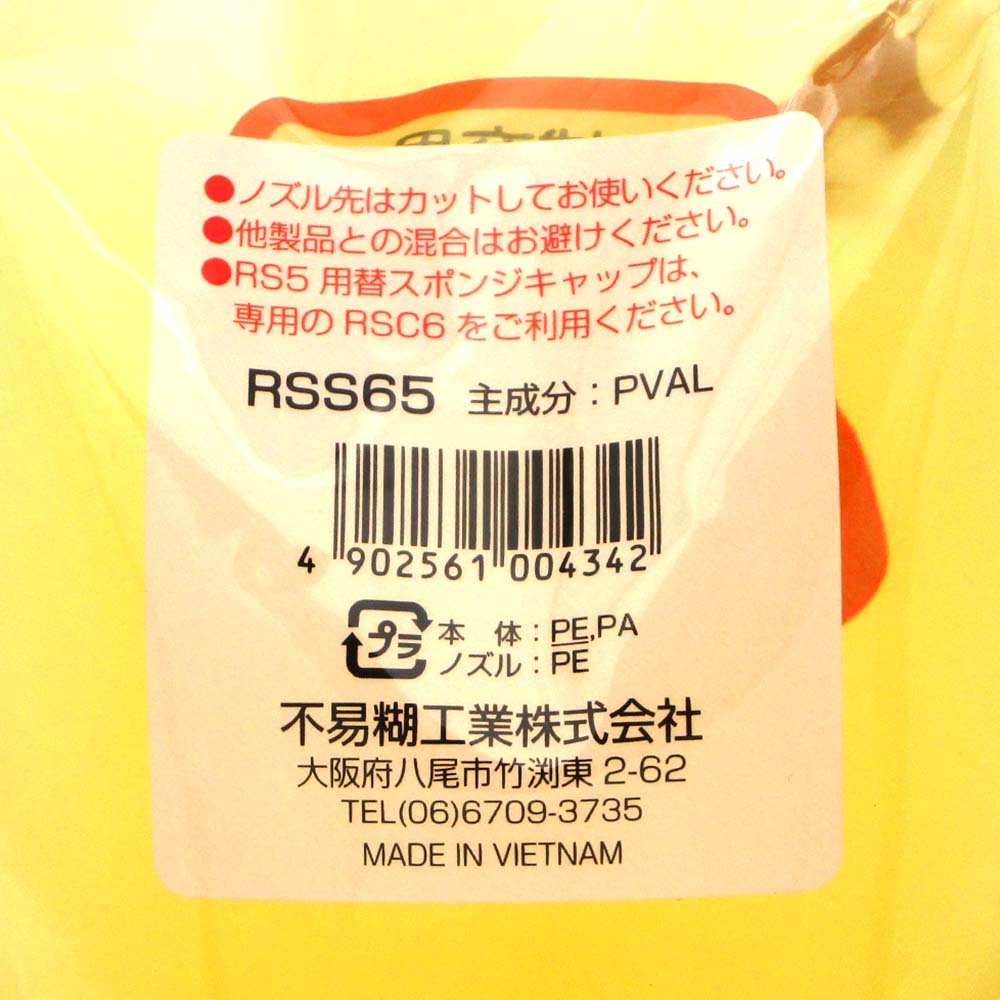 ●ノズル先はカットしてお使いください。
●他製品との混合はお避けください。
●RS5 用替スポンジキャップは、
専用の RSC6 をご利用ください。
RSS65 主成分：PVAL
4 902561 004342
プラ 本 体：PE,PA
ノズル：PE
不易糊工業株式会社
大阪府八尾市竹渕東 2-62
TEL(06)6709-3735
MADE IN VIETNAM